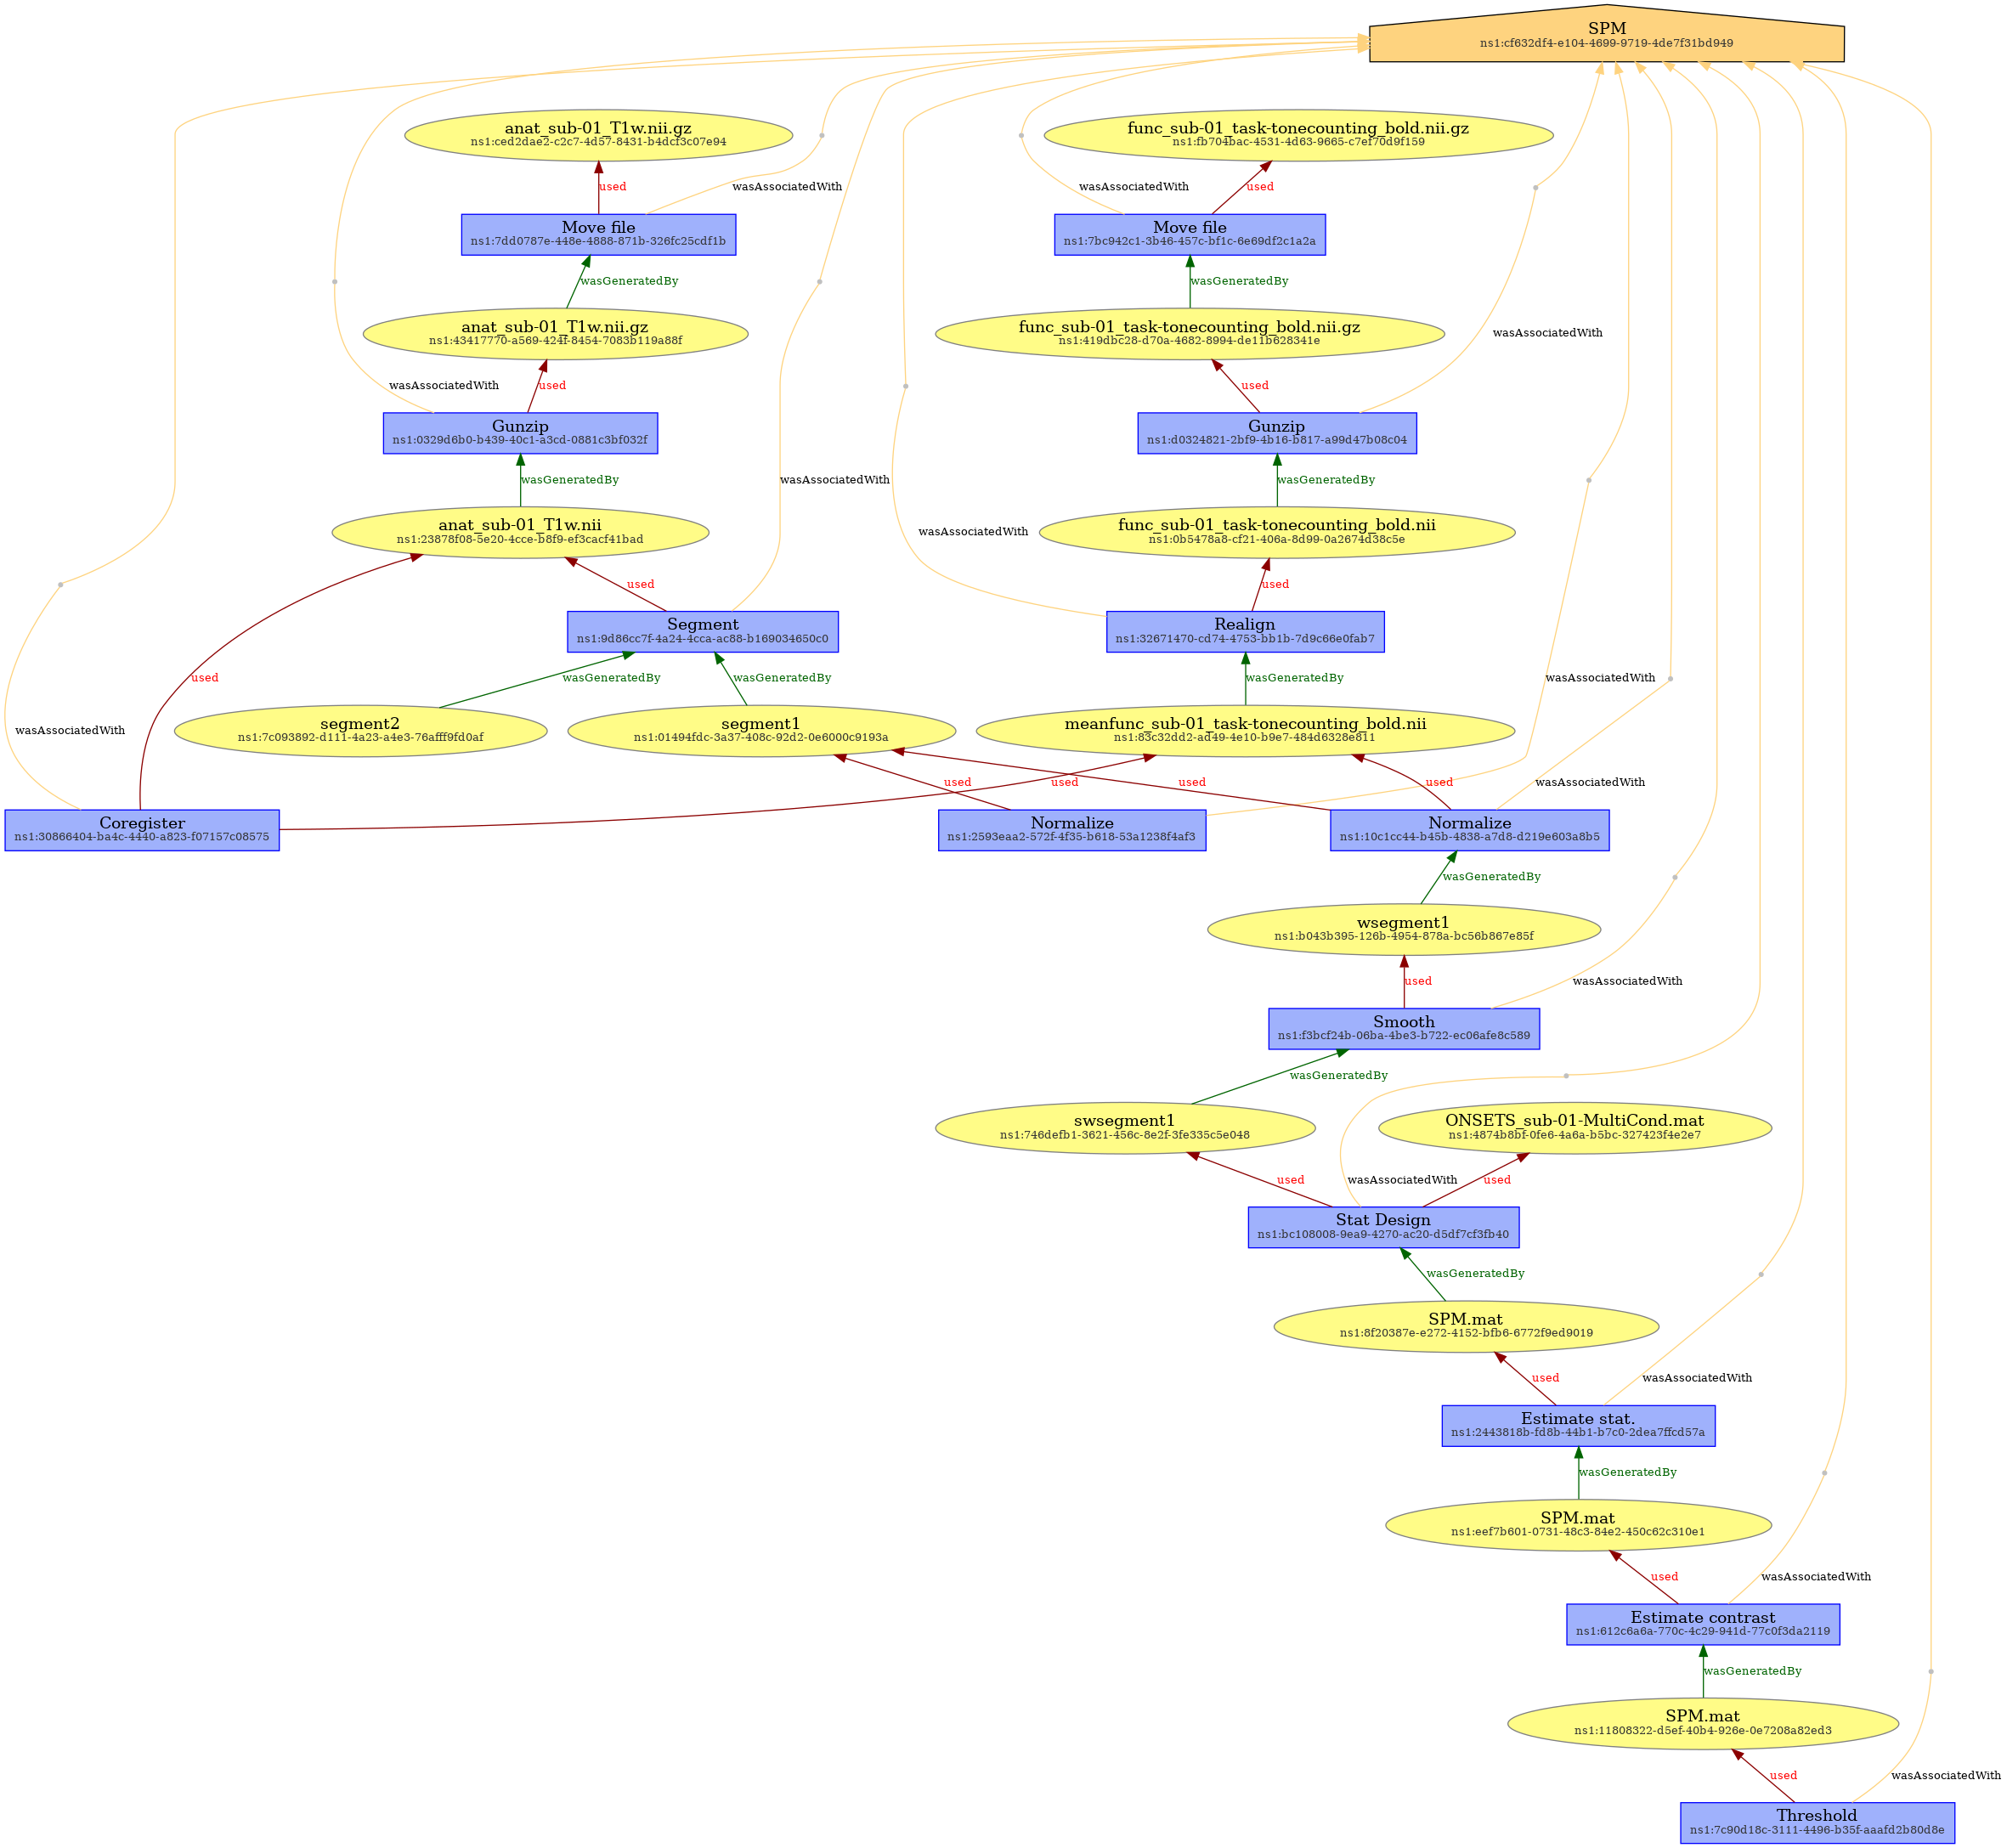 SPM
ns1:cf632df4-e104-4699-9719-4de7f31bd949
anat_sub-01_T1w.nii.gz
ns1:ced2dae2-c2c7-4d57-8431-b4dcf3c07e94
func_sub-01_task-tonecounting_bold.nii.gz
ns1:fb704bac-4531-4d63-9665-c7ef70d9f159
used
wasAssociatedWith
wasAssociatedWith
used
Move file
ns1:7dd0787e-448e-4888-871b-326fc25cdf1b
Move file
ns1:7bc942c1-3b46-457c-bf1c-6e69df2c1a2a
wasGeneratedBy
wasGeneratedBy
anat_sub-01_T1w.nii.gz
ns1:43417770-a569-424f-8454-7083b119a88f
func_sub-01_task-tonecounting_bold.nii.gz
ns1:419dbc28-d70a-4682-8994-de11b628341e
wasAssociatedWith
wasAssociatedWith
used
used
Gunzip
ns1:0329d6b0-b439-40c1-a3cd-0881c3bf032f
Gunzip
ns1:d0324821-2bf9-4b16-b817-a99d47b08c04
wasGeneratedBy
wasAssociatedWith
wasGeneratedBy
anat_sub-01_T1w.nii
ns1:23878f08-5e20-4cce-b8f9-ef3cacf41bad
func_sub-01_task-tonecounting_bold.nii
ns1:0b5478a8-cf21-406a-8d99-0a2674d38c5e
wasAssociatedWith
used
used
Segment
ns1:9d86cc7f-4a24-4cca-ac88-b169034650c0
Realign
ns1:32671470-cd74-4753-bb1b-7d9c66e0fab7
used
wasGeneratedBy
wasGeneratedBy
wasGeneratedBy
wasAssociatedWith
segment2
ns1:7c093892-d111-4a23-a4e3-76afff9fd0af
segment1
ns1:01494fdc-3a37-408c-92d2-0e6000c9193a
meanfunc_sub-01_task-tonecounting_bold.nii
ns1:83c32dd2-ad49-4e10-b9e7-484d6328e811
wasAssociatedWith
used
used
used
used
wasAssociatedWith
Coregister
ns1:30866404-ba4c-4440-a823-f07157c08575
Normalize
ns1:2593eaa2-572f-4f35-b618-53a1238f4af3
Normalize
ns1:10c1cc44-b45b-4838-a7d8-d219e603a8b5
wasGeneratedBy
wsegment1
ns1:b043b395-126b-4954-878a-bc56b867e85f
used
wasAssociatedWith
Smooth
ns1:f3bcf24b-06ba-4be3-b722-ec06afe8c589
wasGeneratedBy
swsegment1
ns1:746defb1-3621-456c-8e2f-3fe335c5e048
ONSETS_sub-01-MultiCond.mat
ns1:4874b8bf-0fe6-4a6a-b5bc-327423f4e2e7
used
wasAssociatedWith
used
Stat Design
ns1:bc108008-9ea9-4270-ac20-d5df7cf3fb40
wasGeneratedBy
SPM.mat
ns1:8f20387e-e272-4152-bfb6-6772f9ed9019
used
wasAssociatedWith
Estimate stat.
ns1:2443818b-fd8b-44b1-b7c0-2dea7ffcd57a
wasGeneratedBy
SPM.mat
ns1:eef7b601-0731-48c3-84e2-450c62c310e1
used
wasAssociatedWith
Estimate contrast
ns1:612c6a6a-770c-4c29-941d-77c0f3da2119
wasGeneratedBy
SPM.mat
ns1:11808322-d5ef-40b4-926e-0e7208a82ed3
used
wasAssociatedWith
Threshold
ns1:7c90d18c-3111-4496-b35f-aaafd2b80d8e